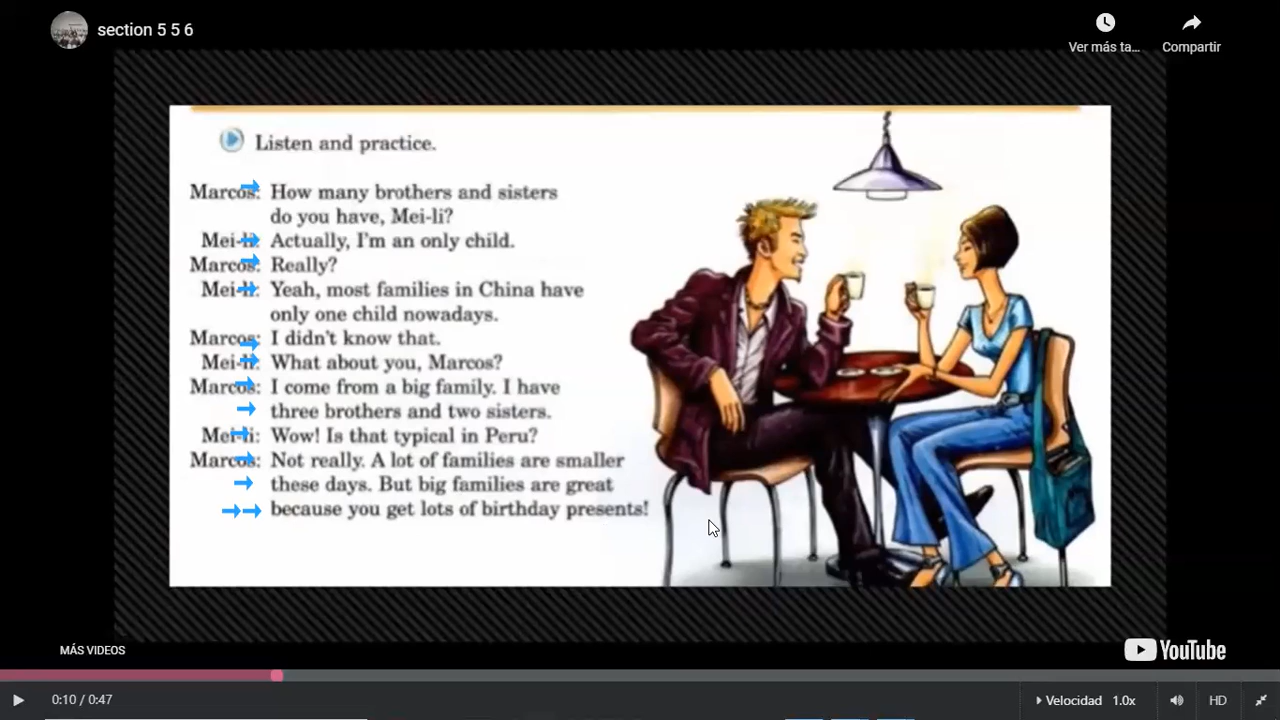 section 5 5 6
Ver más ta...
Compartir
Listen and practice.
Marcos: How many brothers and sisters
do you have, Mei-li?
Mei-li: Actually, I'm an only child.
Marcos: Really?
Mei-li: Yeah, most families in China have
only one child nowadays.
Marcos: I didn't know that.
Mei-li: What about you, Marcos?
Marcos: I come from a big family. I have
three brothers and two sisters.
Mei-li: Wow! Is that typical in Peru?
Marcos: Not really. A lot of families are smaller
these days. But big families are great
because you get lots of birthday presents!
MÁS VIDEOS
YouTube
0:10 / 0:47
Velocidad 1.0x
HD